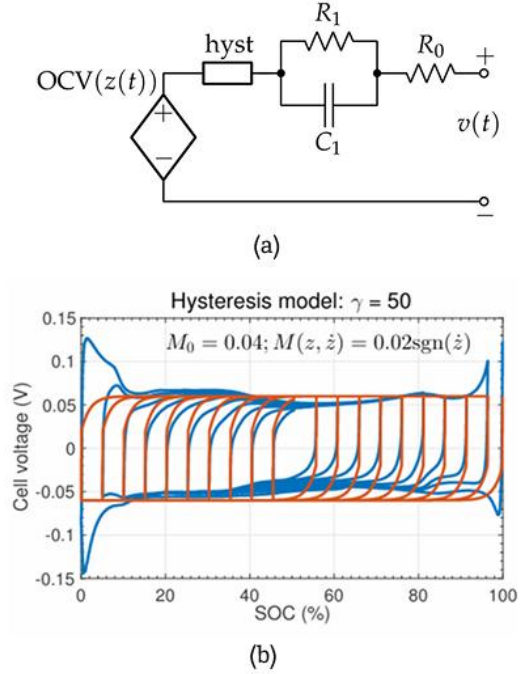 R₁
hyst
R₀
+
OCV(z(t))
+
−
C₁
v(t)
−
(a)
Hysteresis model: γ = 50
M₀ = 0.04; M(z, ż) = 0.02sgn(ż)
0.15
0.1
0.05
0
-0.05
-0.1
-0.15
Cell voltage (V)
0 20 40 60 80 100
SOC (%)
(b)